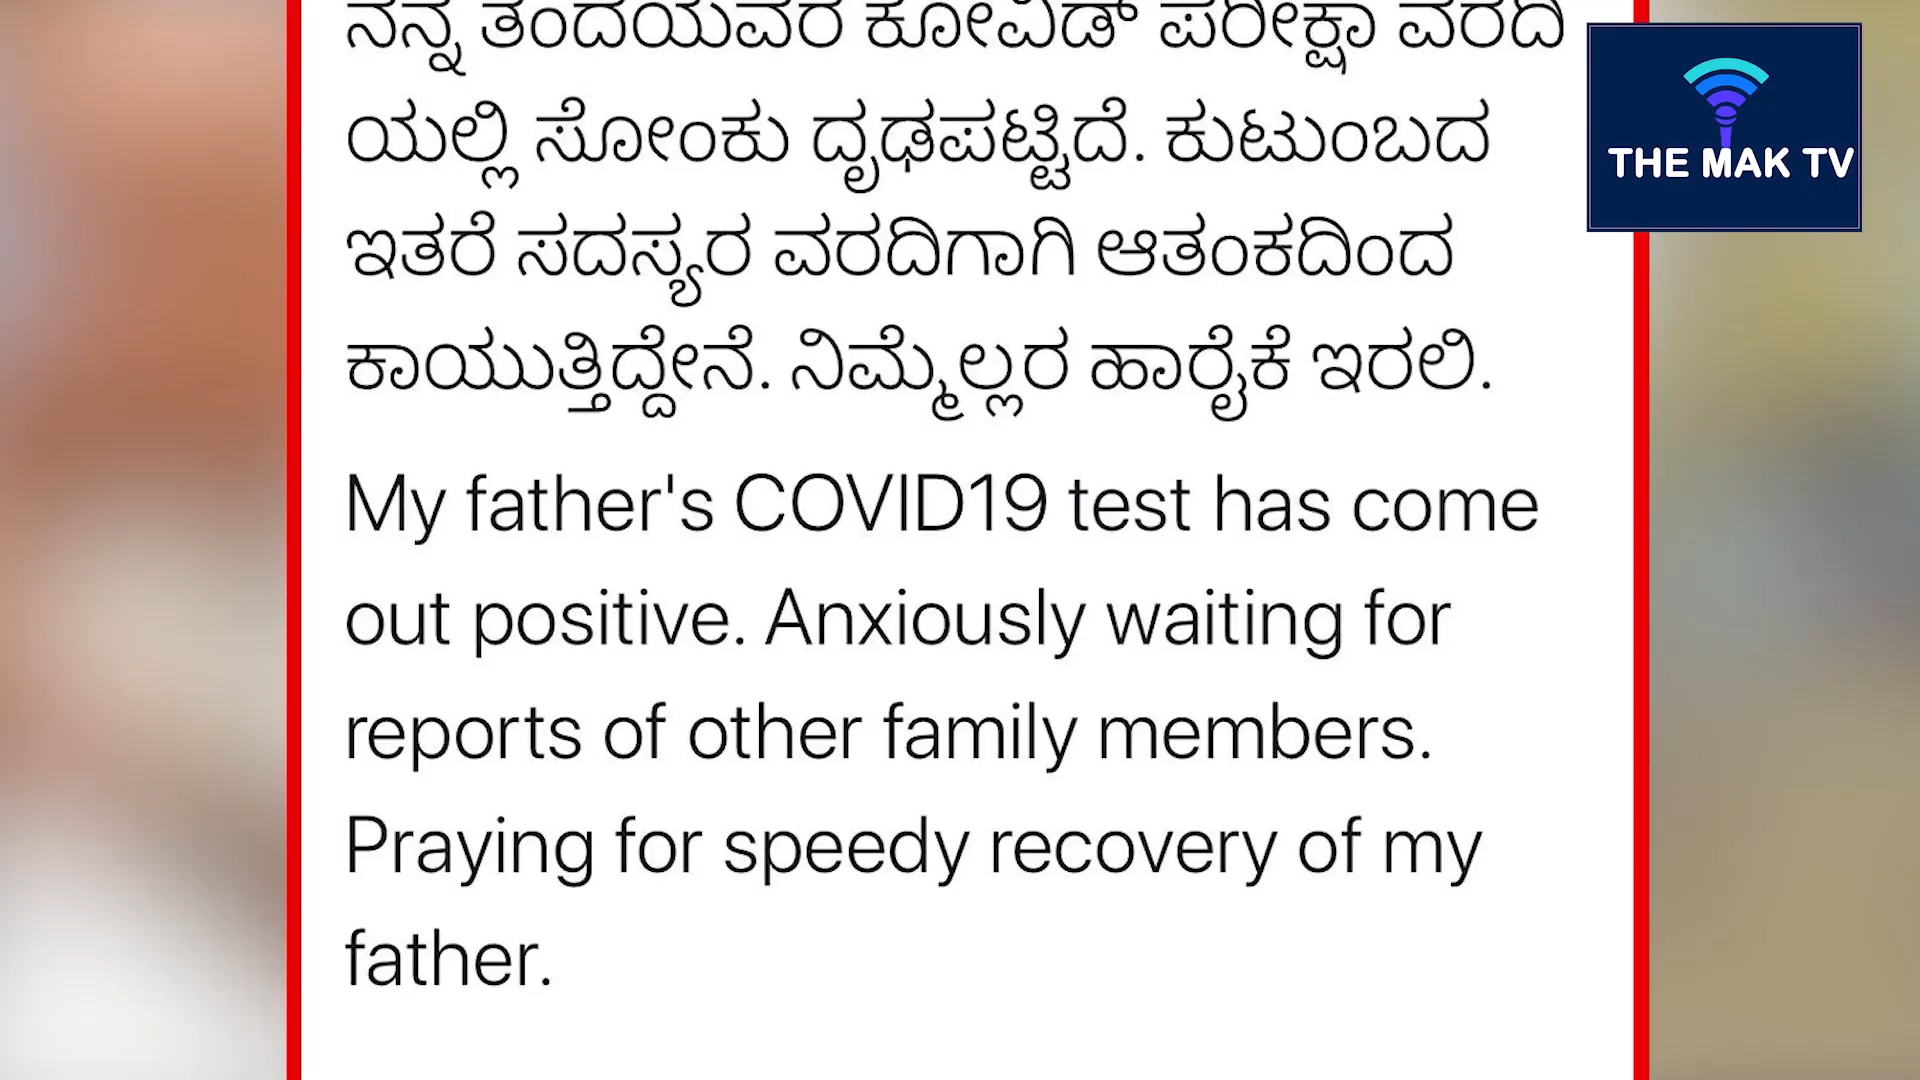 ನನ್ನ ತಂದೆಯವರ ಕೋವಿಡ್ ಪರೀಕ್ಷಾ ವರದಿ
ಯಲ್ಲಿ ಸೋಂಕು ದೃಢಪಟ್ಟಿದೆ. ಕುಟುಂಬದ
ಇತರೆ ಸದಸ್ಯರ ವರದಿಗಾಗಿ ಆತಂಕದಿಂದ
ಕಾಯುತ್ತಿದ್ದೇನೆ. ನಿಮ್ಮೆಲ್ಲರ ಹಾರೈಕೆ ಇರಲಿ.
My father's COVID19 test has come
out positive. Anxiously waiting for
reports of other family members.
Praying for speedy recovery of my
father.
THE MAK TV